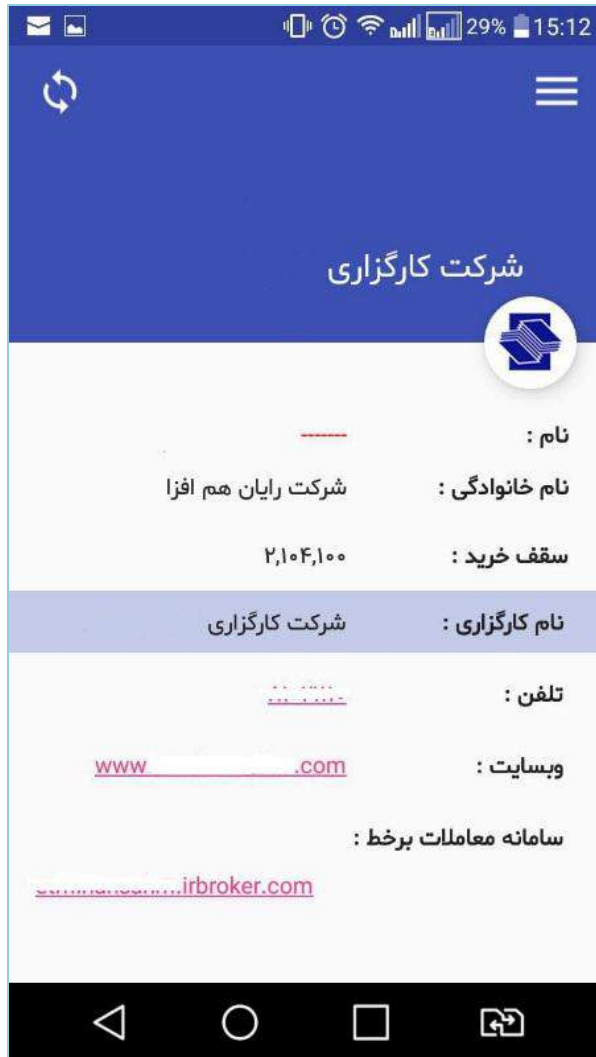 29% 15:12
شرکت کارگزاری
نام : -------
نام خانوادگی : شرکت رایان هم افزا
سقف خرید : ۲,۱۰۴,۱۰۰
نام کارگزاری : شرکت کارگزاری
تلفن :
وبسایت : www .com
سامانه معاملات برخط :
.irbroker.com